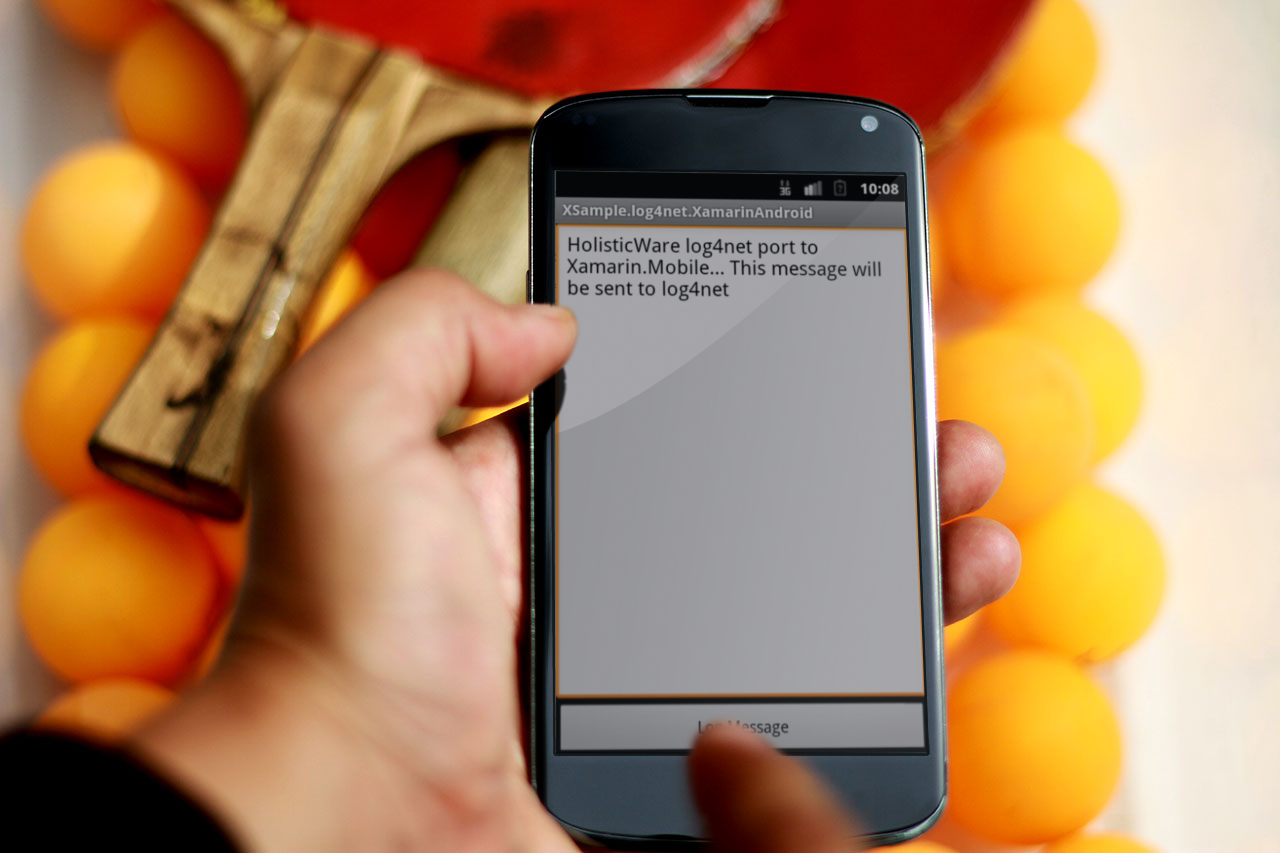 3G 10:08
XSample.log4net.XamarinAndroid
HolisticWare log4net port to
Xamarin.Mobile... This message will
be sent to log4net
Log Message